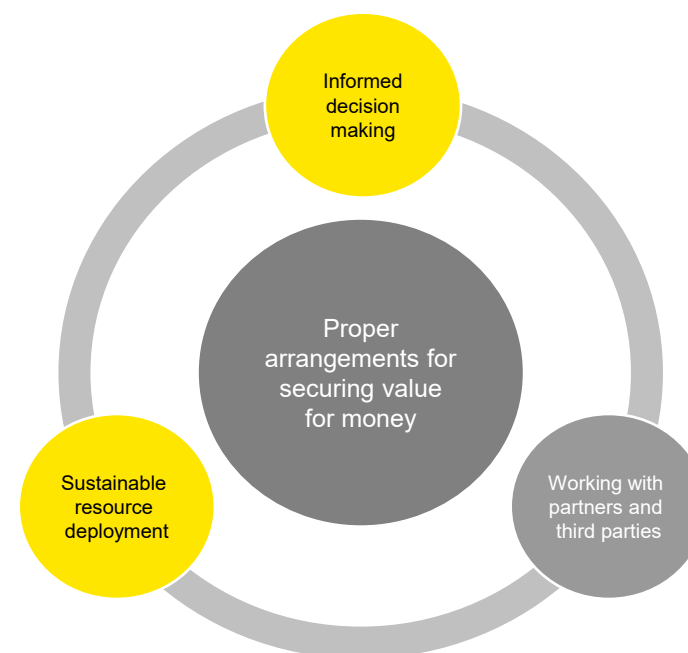 Informed
decision
making
Proper
arrangements for
securing value
for money
Sustainable
resource
deployment
Working with
partners and
third parties